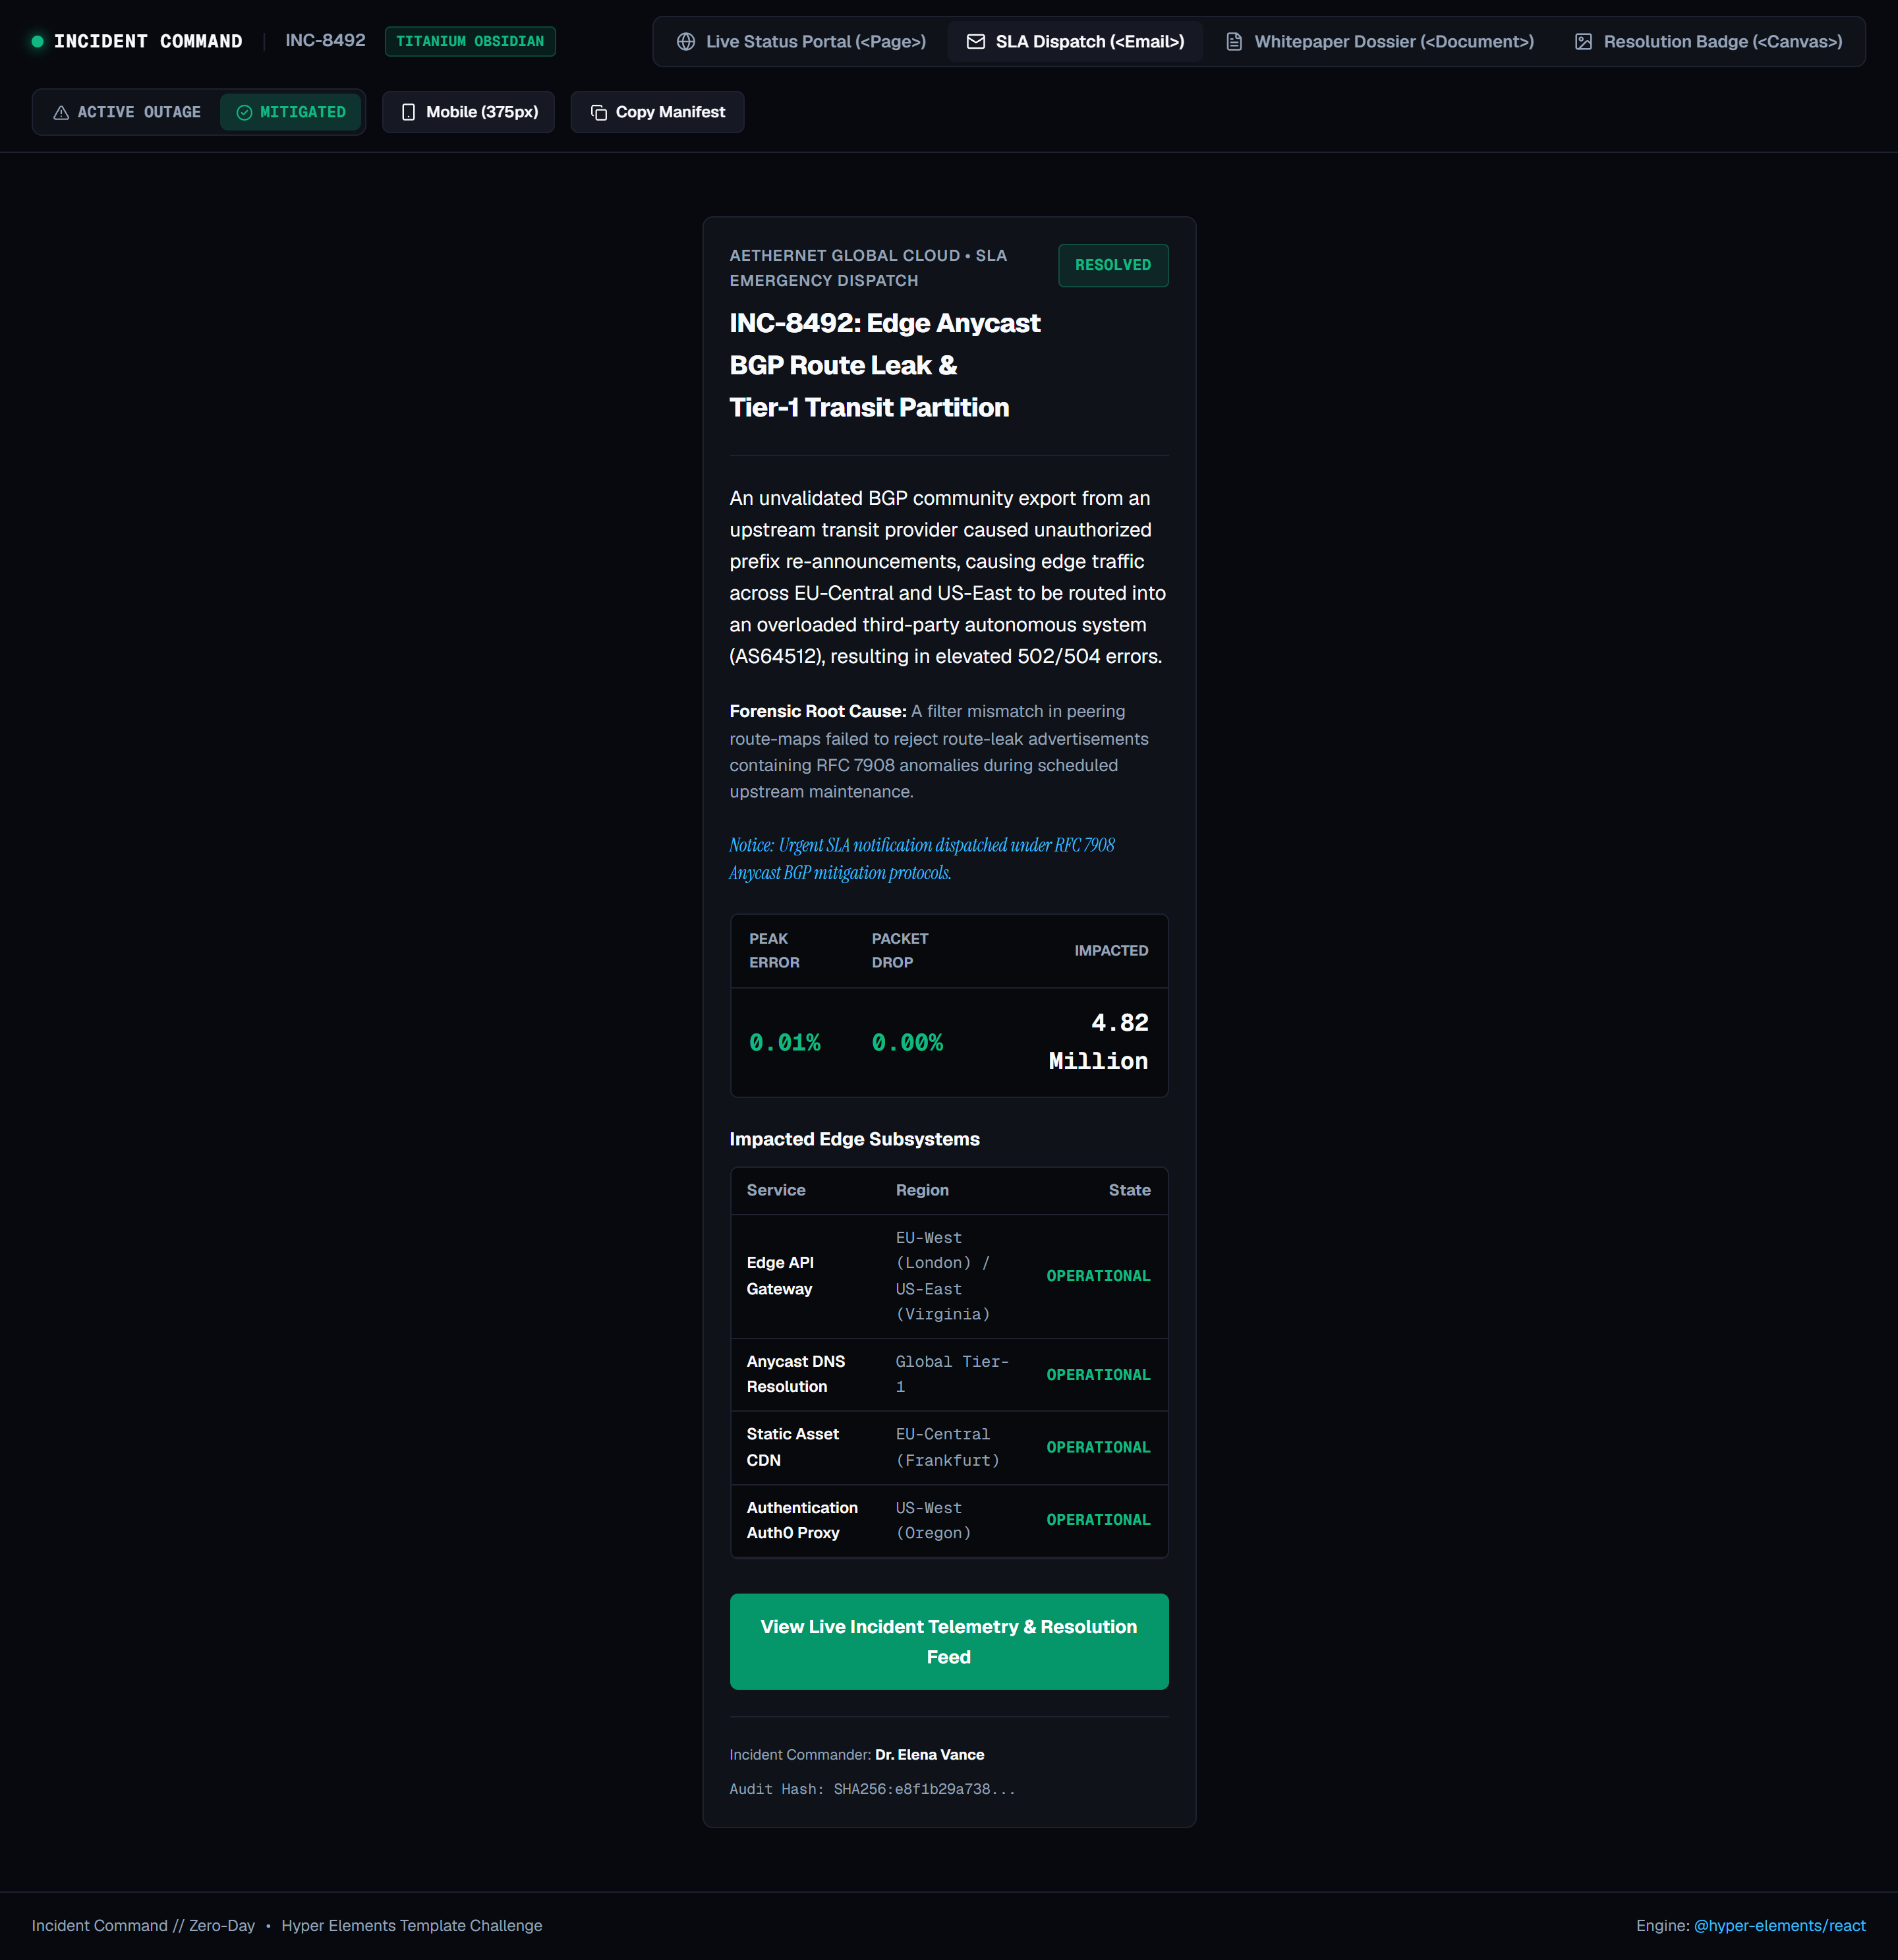 INCIDENT COMMAND
INC-8492
TITANIUM OBSIDIAN
Live Status Portal (<Page>)
SLA Dispatch (<Email>)
Whitepaper Dossier (<Document>)
Resolution Badge (<Canvas>)
ACTIVE OUTAGE
MITIGATED
Mobile (375px)
Copy Manifest
AETHERNET GLOBAL CLOUD • SLA
EMERGENCY DISPATCH
RESOLVED
INC-8492: Edge Anycast
BGP Route Leak &
Tier-1 Transit Partition
An unvalidated BGP community export from an
upstream transit provider caused unauthorized
prefix re-announcements, causing edge traffic
across EU-Central and US-East to be routed into
an overloaded third-party autonomous system
(AS64512), resulting in elevated 502/504 errors.
Forensic Root Cause: A filter mismatch in peering
route-maps failed to reject route-leak advertisements
containing RFC 7908 anomalies during scheduled
upstream maintenance.
Notice: Urgent SLA notification dispatched under RFC 7908
Anycast BGP mitigation protocols.
PEAK
ERROR
PACKET
DROP
IMPACTED
0.01%
0.00%
4.82
Million
Impacted Edge Subsystems
Service
Region
State
Edge API
Gateway
EU-West
(London) /
US-East
(Virginia)
OPERATIONAL
Anycast DNS
Resolution
Global Tier-
1
OPERATIONAL
Static Asset
CDN
EU-Central
(Frankfurt)
OPERATIONAL
Authentication
Auth0 Proxy
US-West
(Oregon)
OPERATIONAL
View Live Incident Telemetry & Resolution
Feed
Incident Commander: Dr. Elena Vance
Audit Hash: SHA256:e8f1b29a738...
Incident Command // Zero-Day • Hyper Elements Template Challenge
Engine: @hyper-elements/react